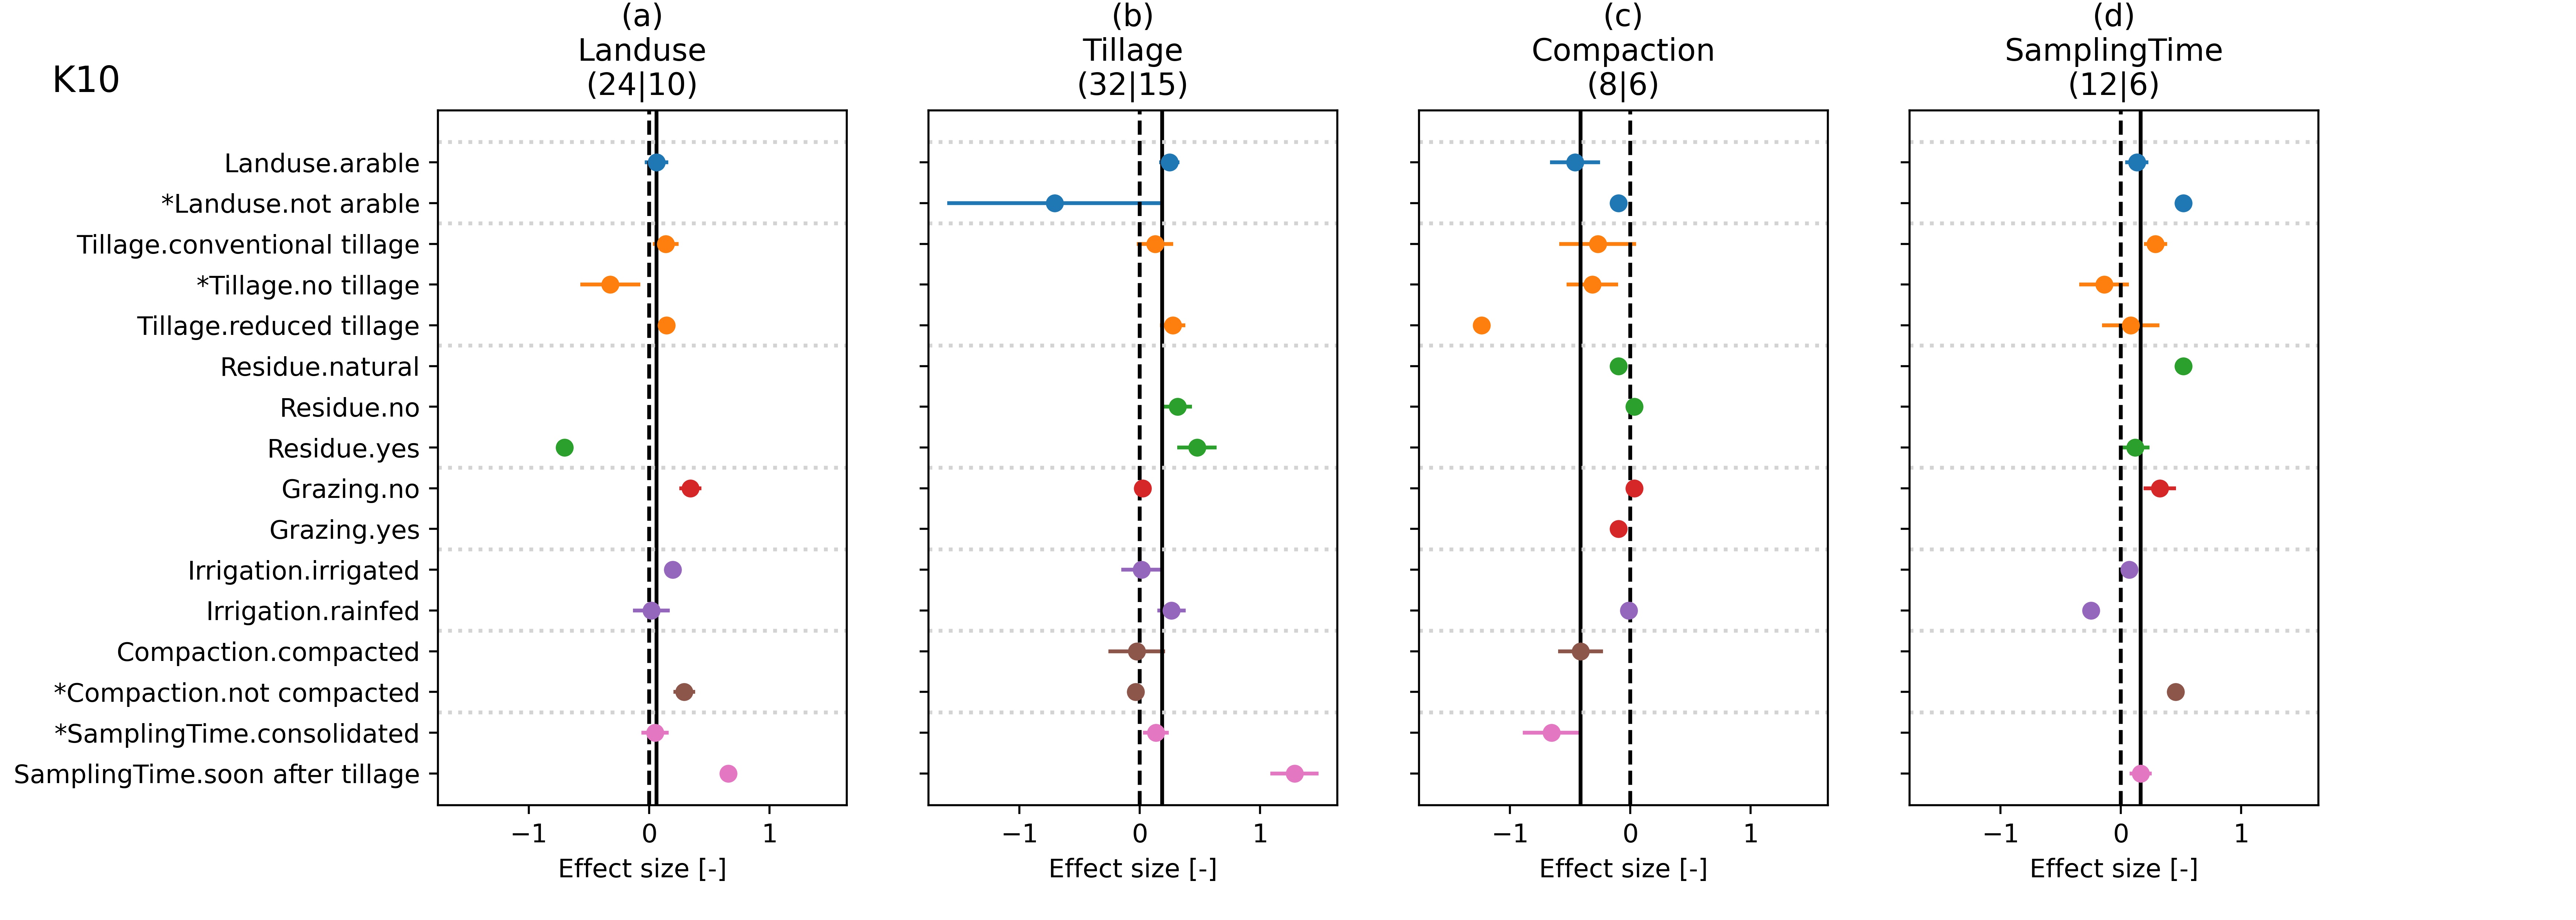 K10
(a)
Landuse
(24|10)
(b)
Tillage
(32|15)
(c)
Compaction
(8|6)
(d)
SamplingTime
(12|6)
Landuse.arable
*Landuse.not arable
Tillage.conventional tillage
*Tillage.no tillage
Tillage.reduced tillage
Residue.natural
Residue.no
Residue.yes
Grazing.no
Grazing.yes
Irrigation.irrigated
Irrigation.rainfed
Compaction.compacted
*Compaction.not compacted
*SamplingTime.consolidated
SamplingTime.soon after tillage
−1 0 1
Effect size [-]
−1 0 1
Effect size [-]
−1 0 1
Effect size [-]
−1 0 1
Effect size [-]